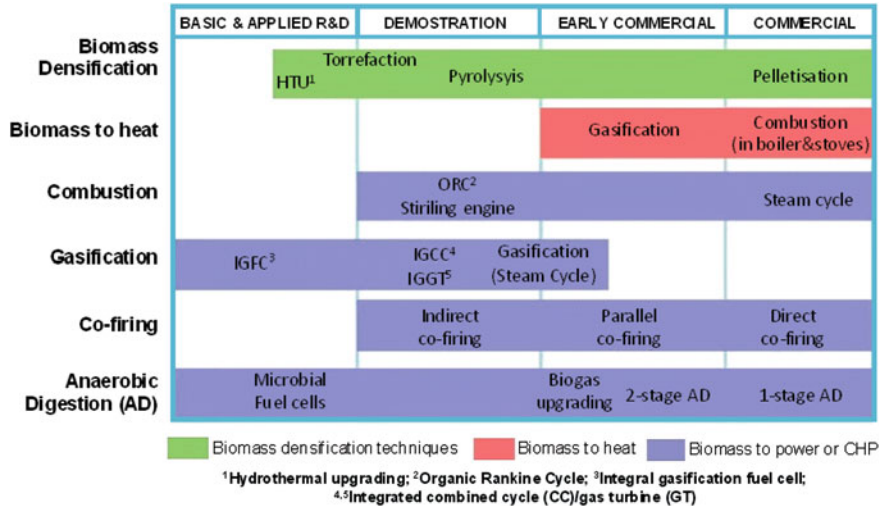 BASIC & APPLIED R&D DEMOSTRATION EARLY COMMERCIAL COMMERCIAL
Biomass
Densification
Torrefaction
HTU¹ Pyrolysyis Pelletisation
Biomass to heat
Gasification
Combustion
(in boiler&stoves)
Combustion
ORC²
Stiriling engine
Steam cycle
Gasification
IGFC³
IGCC⁴
IGGT⁵
Gasification
(Steam Cycle)
Co-firing
Indirect
co-firing
Parallel
co-firing
Direct
co-firing
Anaerobic
Digestion (AD)
Microbial
Fuel cells
Biogas
upgrading
2-stage AD
1-stage AD
Biomass densification techniques Biomass to heat Biomass to power or CHP
¹Hydrothermal upgrading; ²Organic Rankine Cycle; ³Integral gasification fuel cell;
⁴,⁵Integrated combined cycle (CC)/gas turbine (GT)